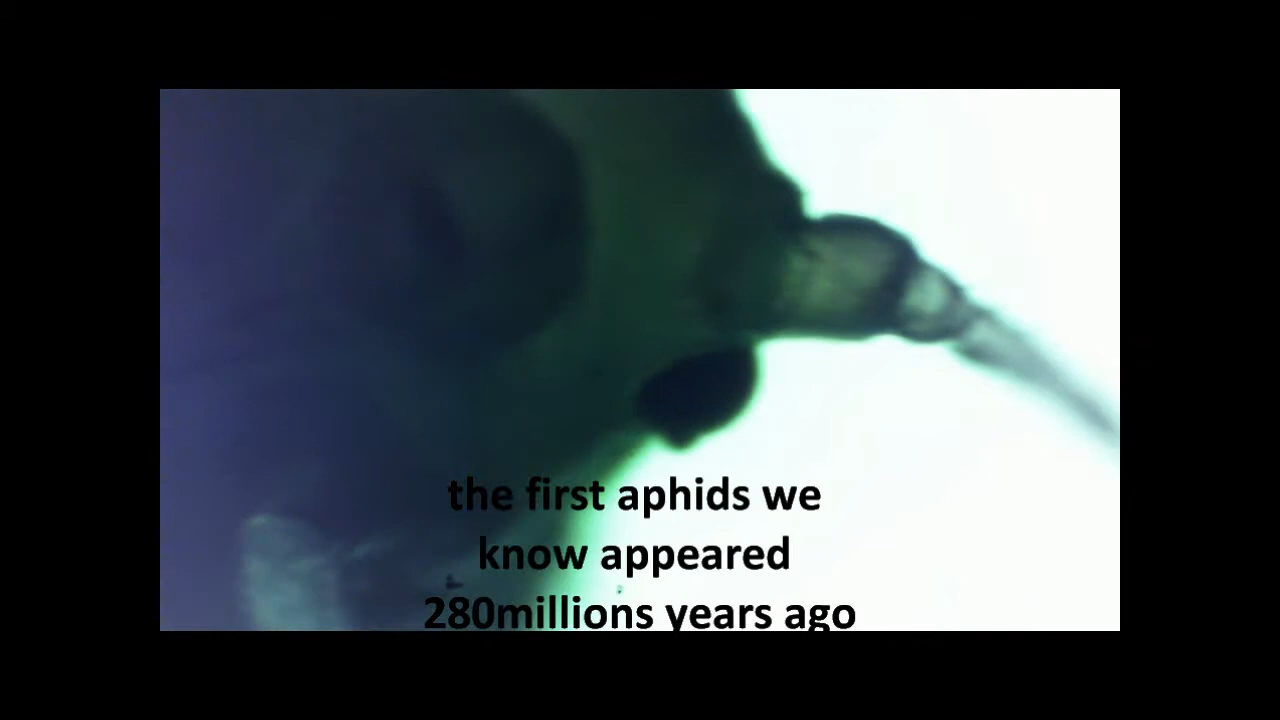 the first aphids we
know appeared
280millions years ago